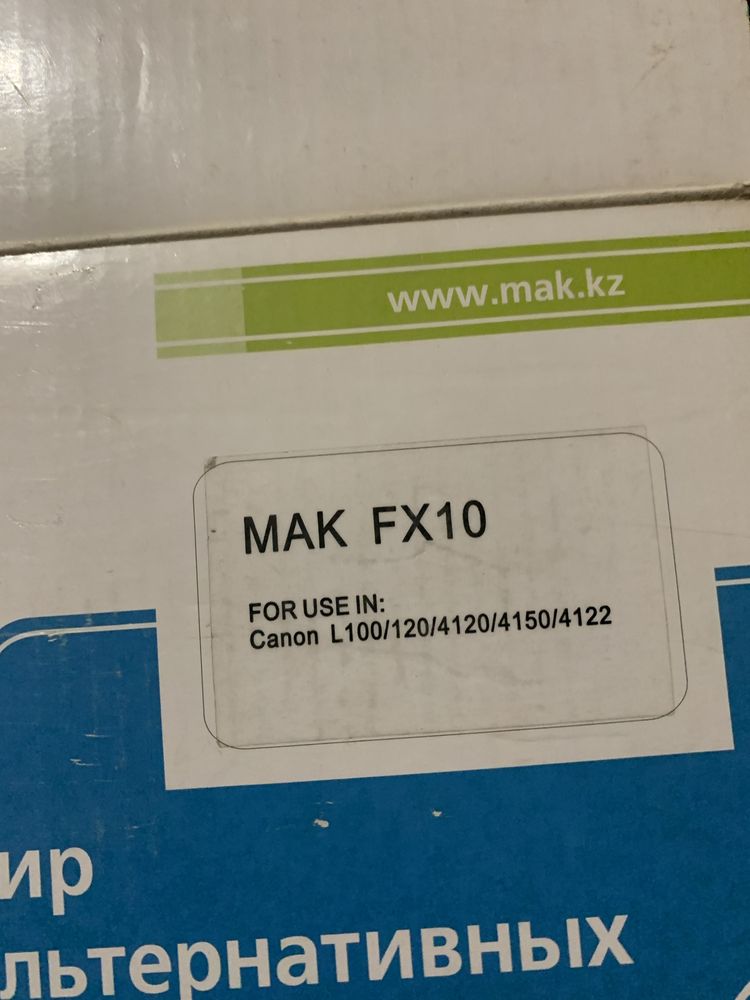 www.mak.kz
MAK FX10
FOR USE IN:
Canon L100/120/4120/4150/4122
ир
льтернативных